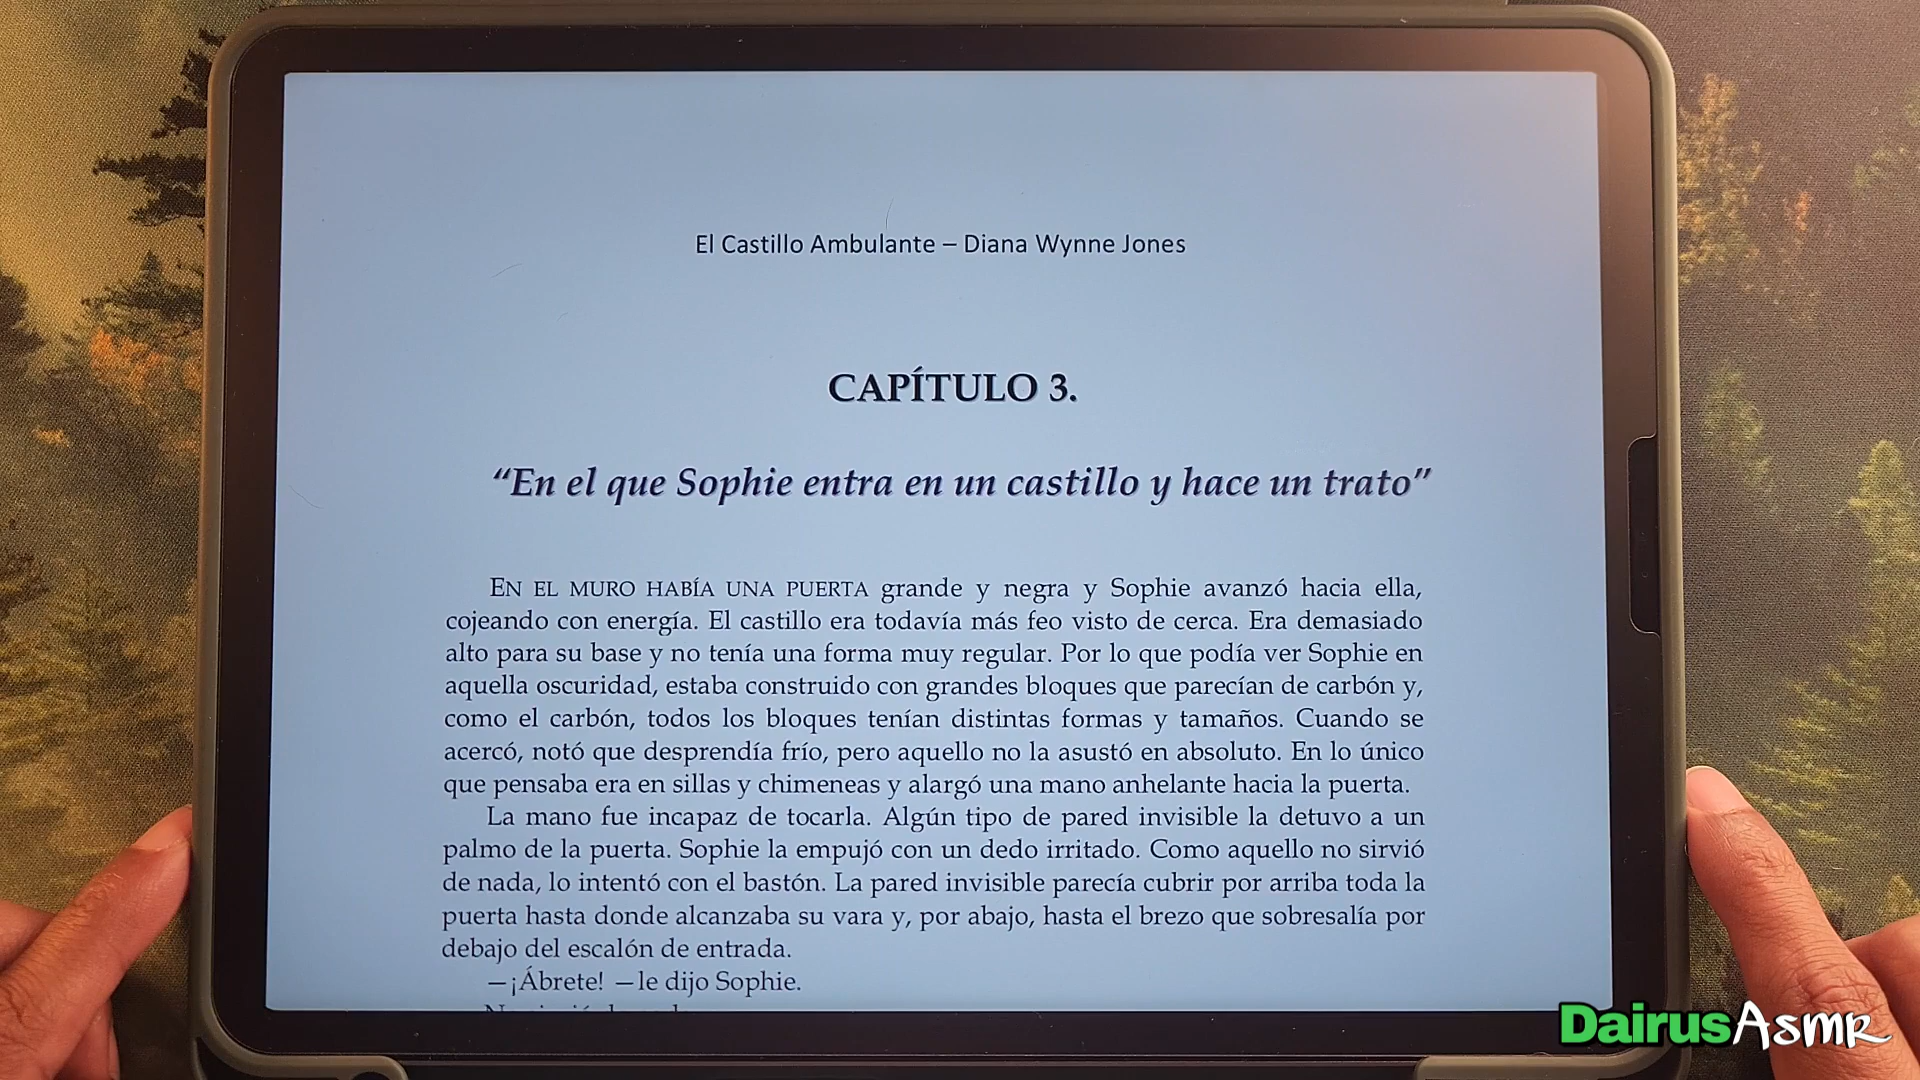 El Castillo Ambulante – Diana Wynne Jones
CAPÍTULO 3.
“En el que Sophie entra en un castillo y hace un trato”
EN EL MURO HABÍA UNA PUERTA grande y negra y Sophie avanzó hacia ella,
cojeando con energía. El castillo era todavía más feo visto de cerca. Era demasiado
alto para su base y no tenía una forma muy regular. Por lo que podía ver Sophie en
aquella oscuridad, estaba construido con grandes bloques que parecían de carbón y,
como el carbón, todos los bloques tenían distintas formas y tamaños. Cuando se
acercó, notó que desprendía frío, pero aquello no la asustó en absoluto. En lo único
que pensaba era en sillas y chimeneas y alargó una mano anhelante hacia la puerta.
La mano fue incapaz de tocarla. Algún tipo de pared invisible la detuvo a un
palmo de la puerta. Sophie la empujó con un dedo irritado. Como aquello no sirvió
de nada, lo intentó con el bastón. La pared invisible parecía cubrir por arriba toda la
puerta hasta donde alcanzaba su vara y, por abajo, hasta el brezo que sobresalía por
debajo del escalón de entrada.
—¡Ábrete! —le dijo Sophie.
DairusAsmR